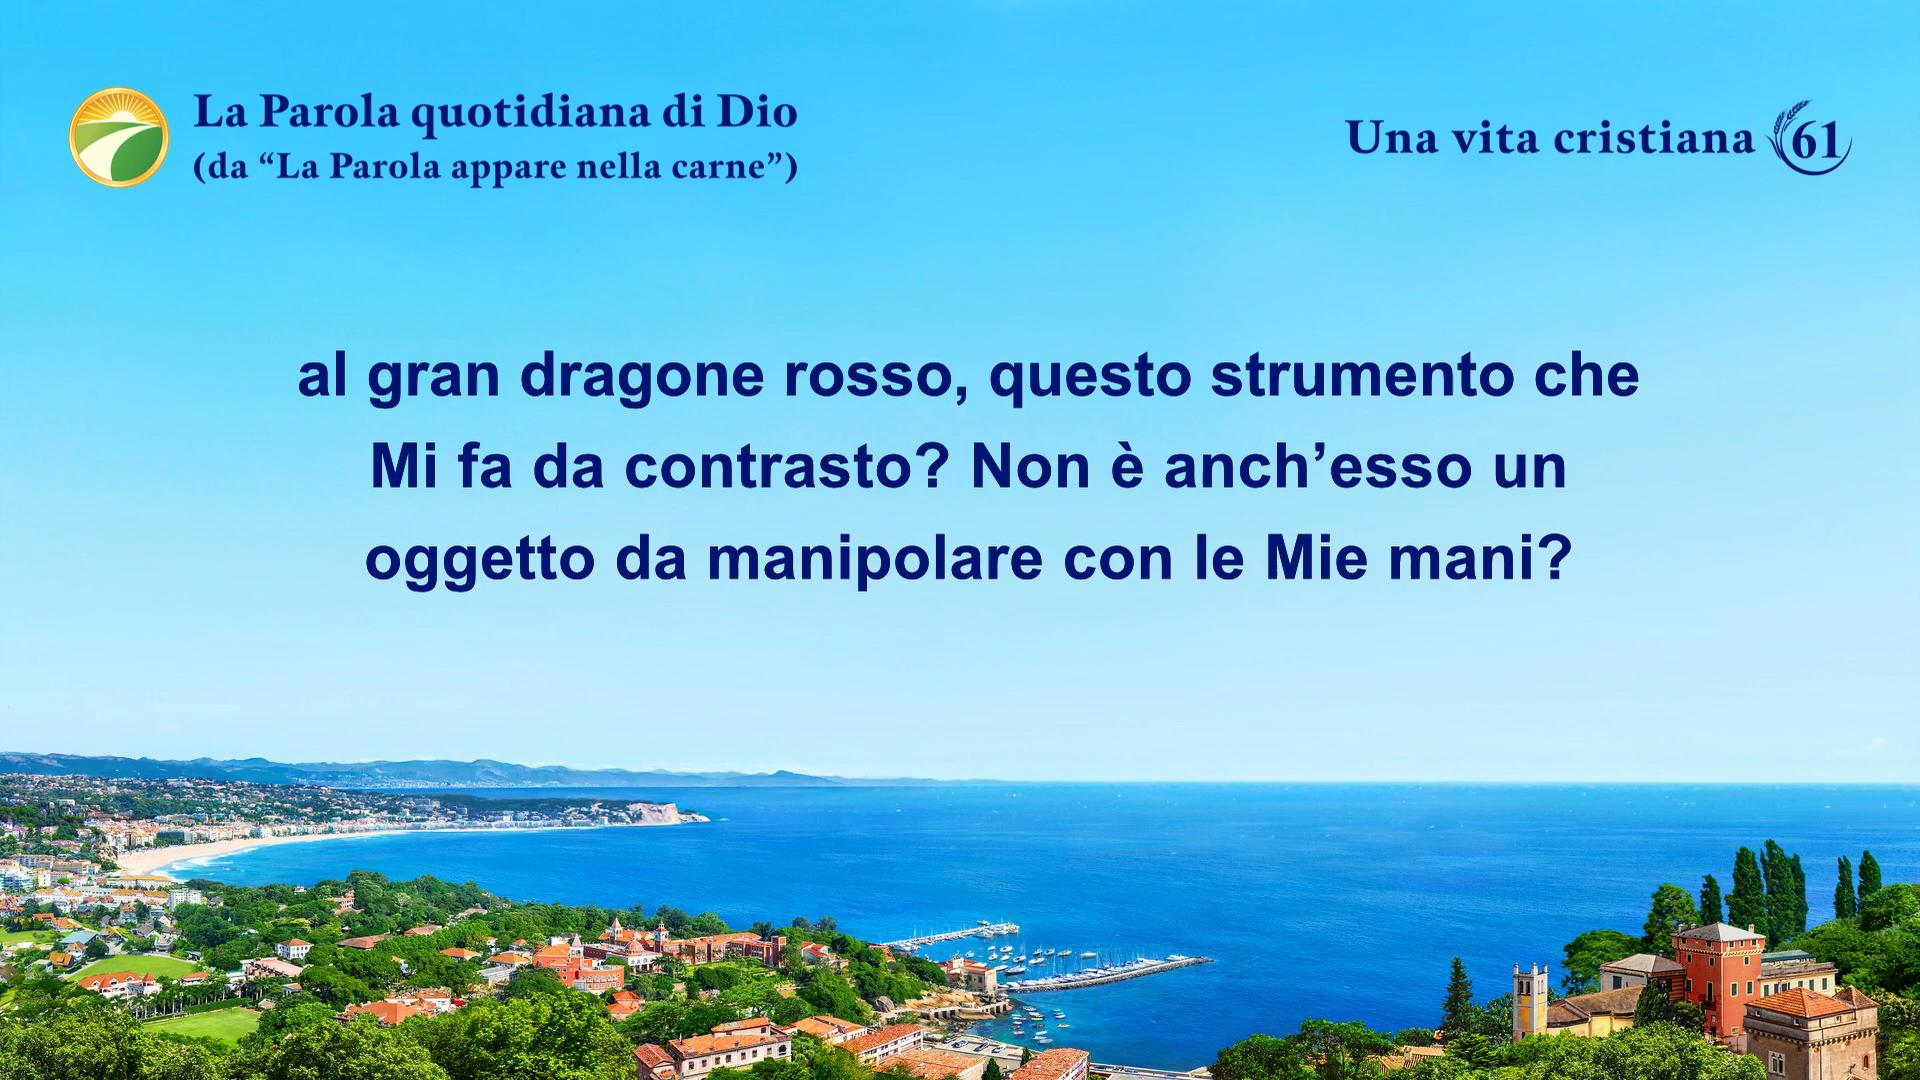 La Parola quotidiana di Dio
(da “La Parola appare nella carne”)
Una vita cristiana 61
al gran dragone rosso, questo strumento che
Mi fa da contrasto? Non è anch’esso un
oggetto da manipolare con le Mie mani?